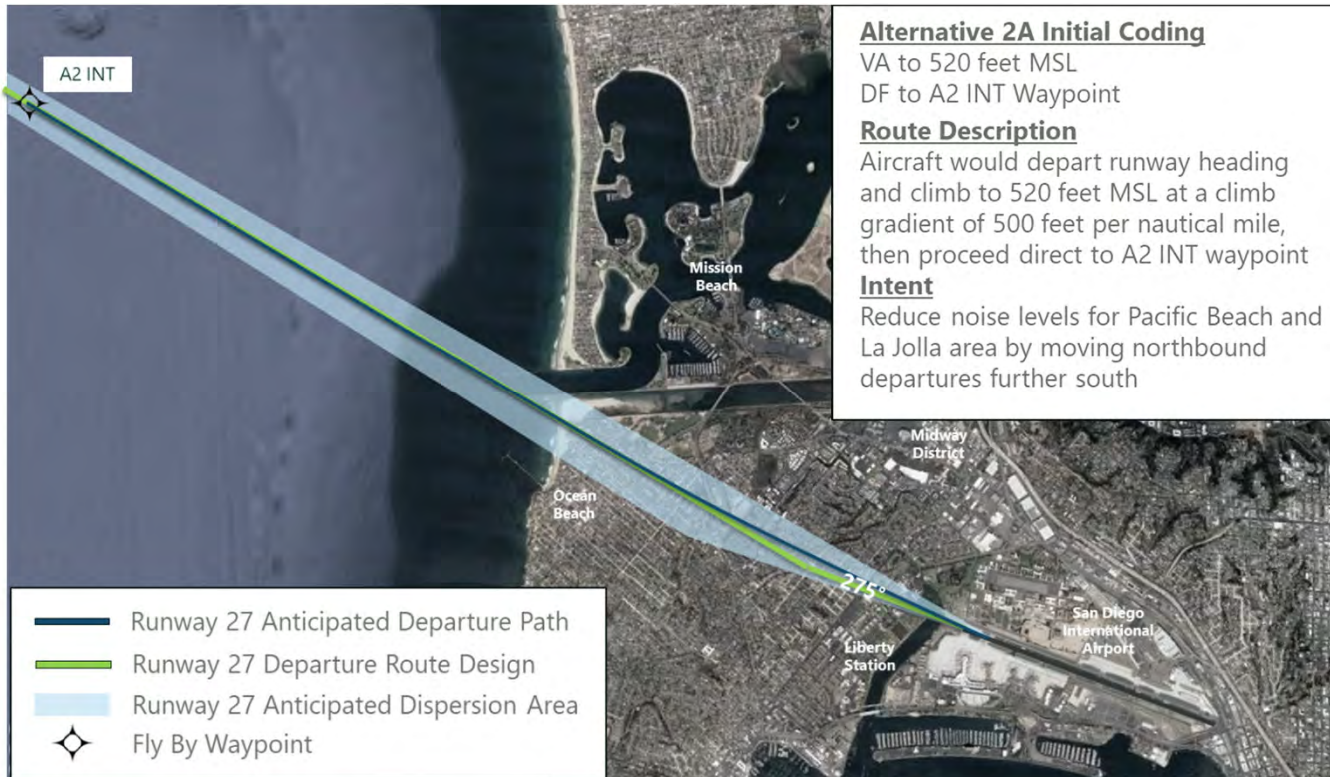 A2 INT
Alternative 2A Initial Coding
VA to 520 feet MSL
DF to A2 INT Waypoint
Route Description
Aircraft would depart runway heading
and climb to 520 feet MSL at a climb
gradient of 500 feet per nautical mile,
then proceed direct to A2 INT waypoint
Intent
Reduce noise levels for Pacific Beach and
La Jolla area by moving northbound
departures further south
Mission
Beach
Midway
District
Ocean
Beach
275°
San Diego
International
Airport
Liberty
Station
Runway 27 Anticipated Departure Path
Runway 27 Departure Route Design
Runway 27 Anticipated Dispersion Area
Fly By Waypoint